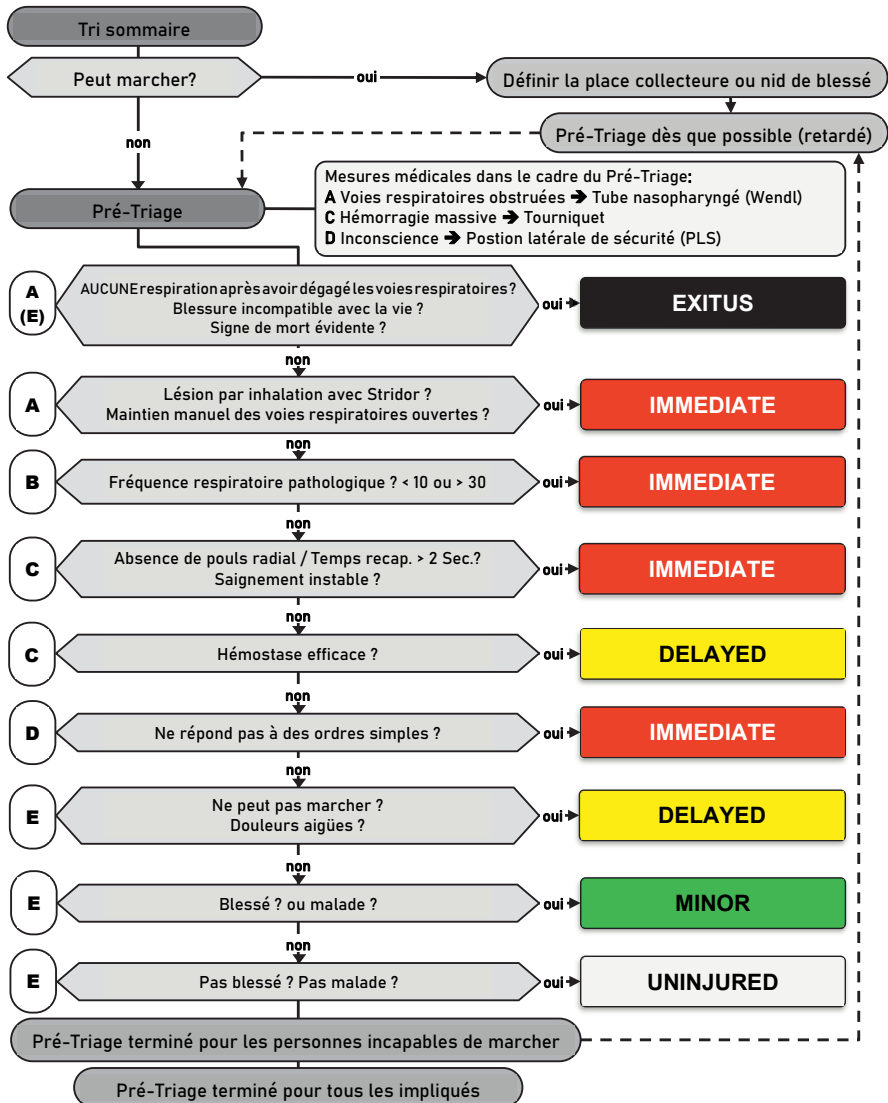 Tri sommaire
Peut marcher?
oui
Définir la place collecteure ou nid de blessé
Pré-Triage dès que possible (retardé)
non
Pré-Triage
Mesures médicales dans le cadre du Pré-Triage:
A Voies respiratoires obstruées ➔ Tube nasopharyngé (Wendl)
C Hémorragie massive ➔ Tourniquet
D Inconscience ➔ Postion latérale de sécurité (PLS)
A
(E)
AUCUNE respiration après avoir dégagé les voies respiratoires ?
Blessure incompatible avec la vie ?
Signe de mort évidente ?
oui
EXITUS
non
A
Lésion par inhalation avec Stridor ?
Maintien manuel des voies respiratoires ouvertes ?
oui
IMMEDIATE
non
B
Fréquence respiratoire pathologique ? < 10 ou > 30
oui
IMMEDIATE
non
C
Absence de pouls radial / Temps recap. > 2 Sec.?
Saignement instable ?
oui
IMMEDIATE
non
C
Hémostase efficace ?
oui
DELAYED
non
D
Ne répond pas à des ordres simples ?
oui
IMMEDIATE
non
E
Ne peut pas marcher ?
Douleurs aigües ?
oui
DELAYED
non
E
Blessé ? ou malade ?
oui
MINOR
non
E
Pas blessé ? Pas malade ?
oui
UNINJURED
Pré-Triage terminé pour les personnes incapables de marcher
Pré-Triage terminé pour tous les impliqués